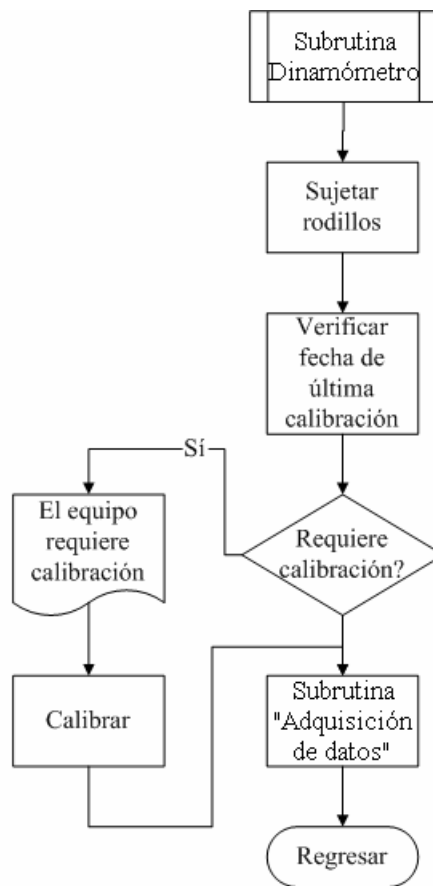 Subrutina
Dinamómetro
Sujetar
rodillos
Verificar
fecha de
última
calibración
Sí
El equipo
requiere
calibración
Requiere
calibración?
Calibrar
Subrutina
"Adquisición
de datos"
Regresar